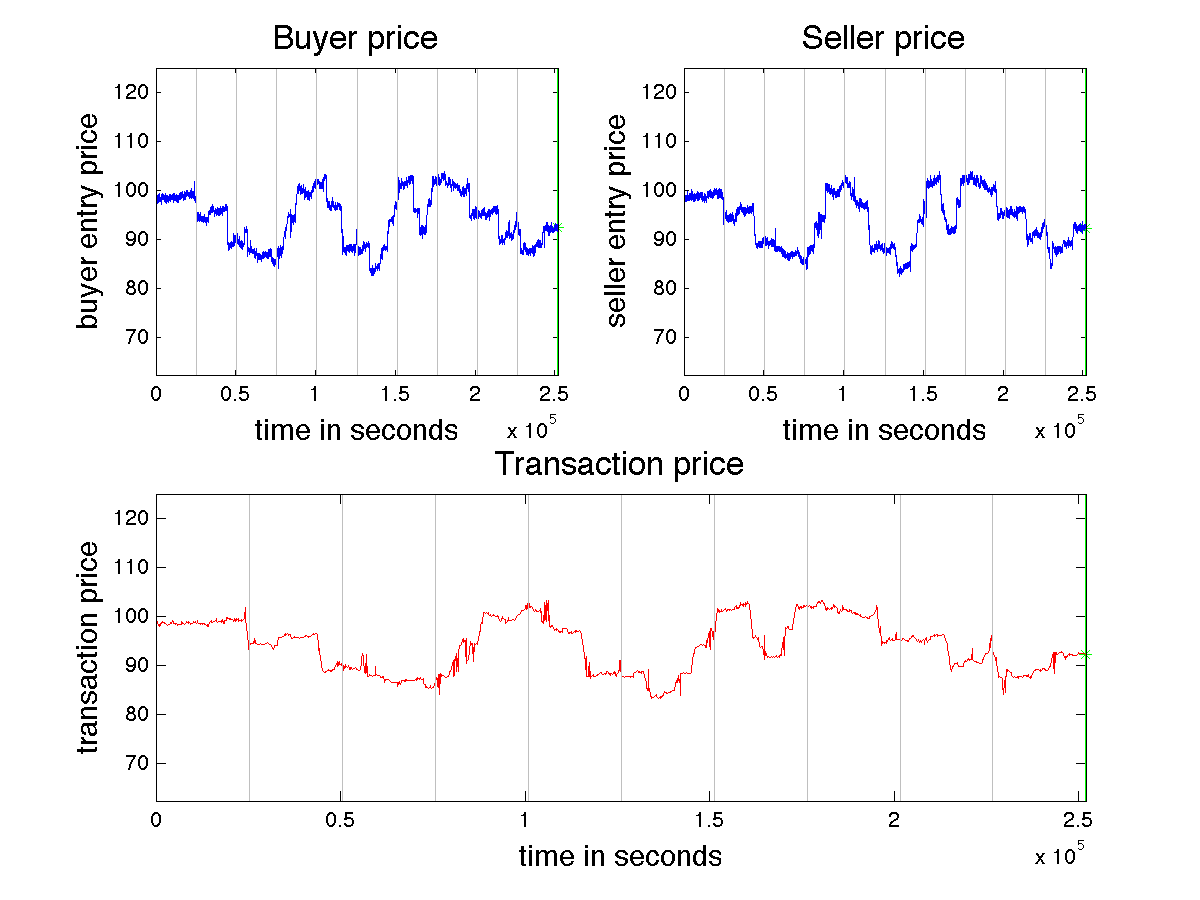 Buyer price
buyer entry price
120
110
100
90
80
70
0 0.5 1 1.5 2 2.5
x 10^5
time in seconds
Seller price
seller entry price
120
110
100
90
80
70
0 0.5 1 1.5 2 2.5
x 10^5
time in seconds
Transaction price
transaction price
120
110
100
90
80
70
0 0.5 1 1.5 2 2.5
x 10^5
time in seconds